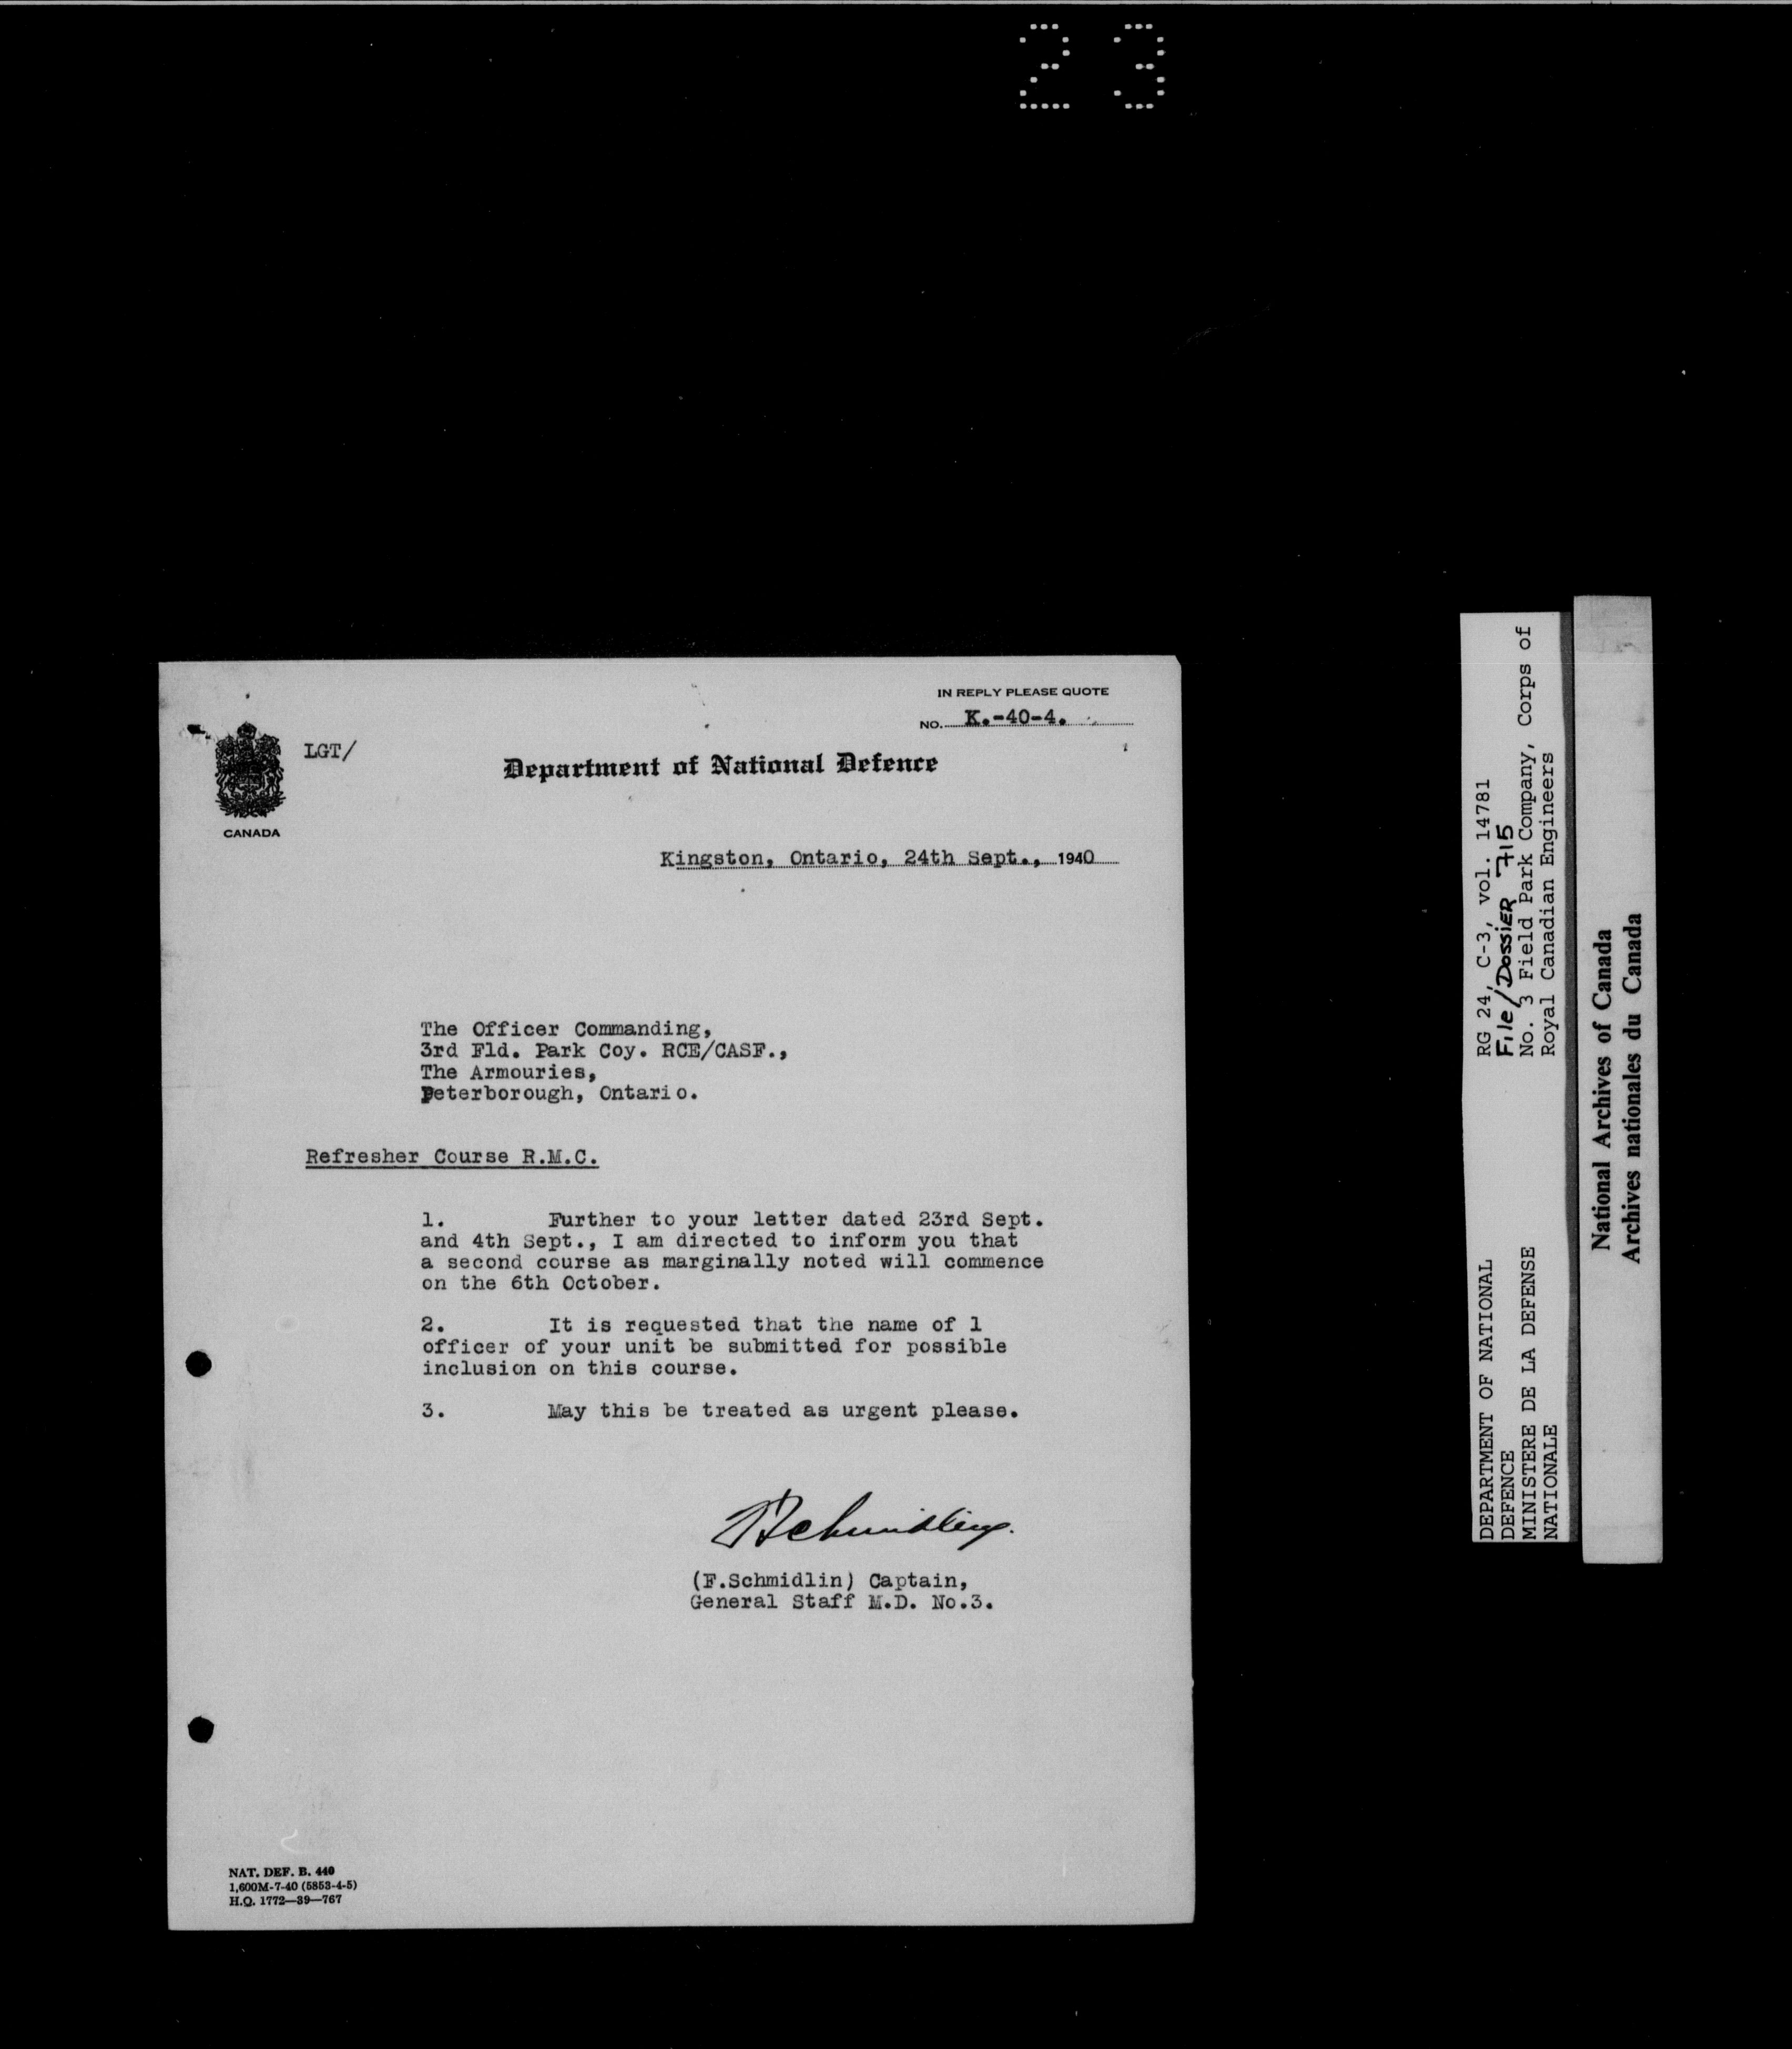 23
IN REPLY PLEASE QUOTE
NO. K.-40-4.
LGT/
Department of National Defence
CANADA
Kingston, Ontario, 24th Sept., 1940
The Officer Commanding,
3rd Fld. Park Coy. RCE/CASF.,
The Armouries,
Peterborough, Ontario.
Refresher Course R.M.C.
1. Further to your letter dated 23rd Sept.
and 4th Sept., I am directed to inform you that
a second course as marginally noted will commence
on the 6th October.
2. It is requested that the name of 1
officer of your unit be submitted for possible
inclusion on this course.
3. May this be treated as urgent please.
FSchmidlin.
(F.Schmidlin) Captain,
General Staff M.D. No.3.
NAT. DEF. B. 440
1,600M-7-40 (5853-4-5)
H.Q. 1772—39—767
DEPARTMENT OF NATIONAL
DEFENCE
MINISTERE DE LA DEFENSE
NATIONALE
RG 24, C-3, vol. 14781
File/DOSSIER 715
No. 3 Field Park Company, Corps of
Royal Canadian Engineers
National Archives of Canada
Archives nationales du Canada